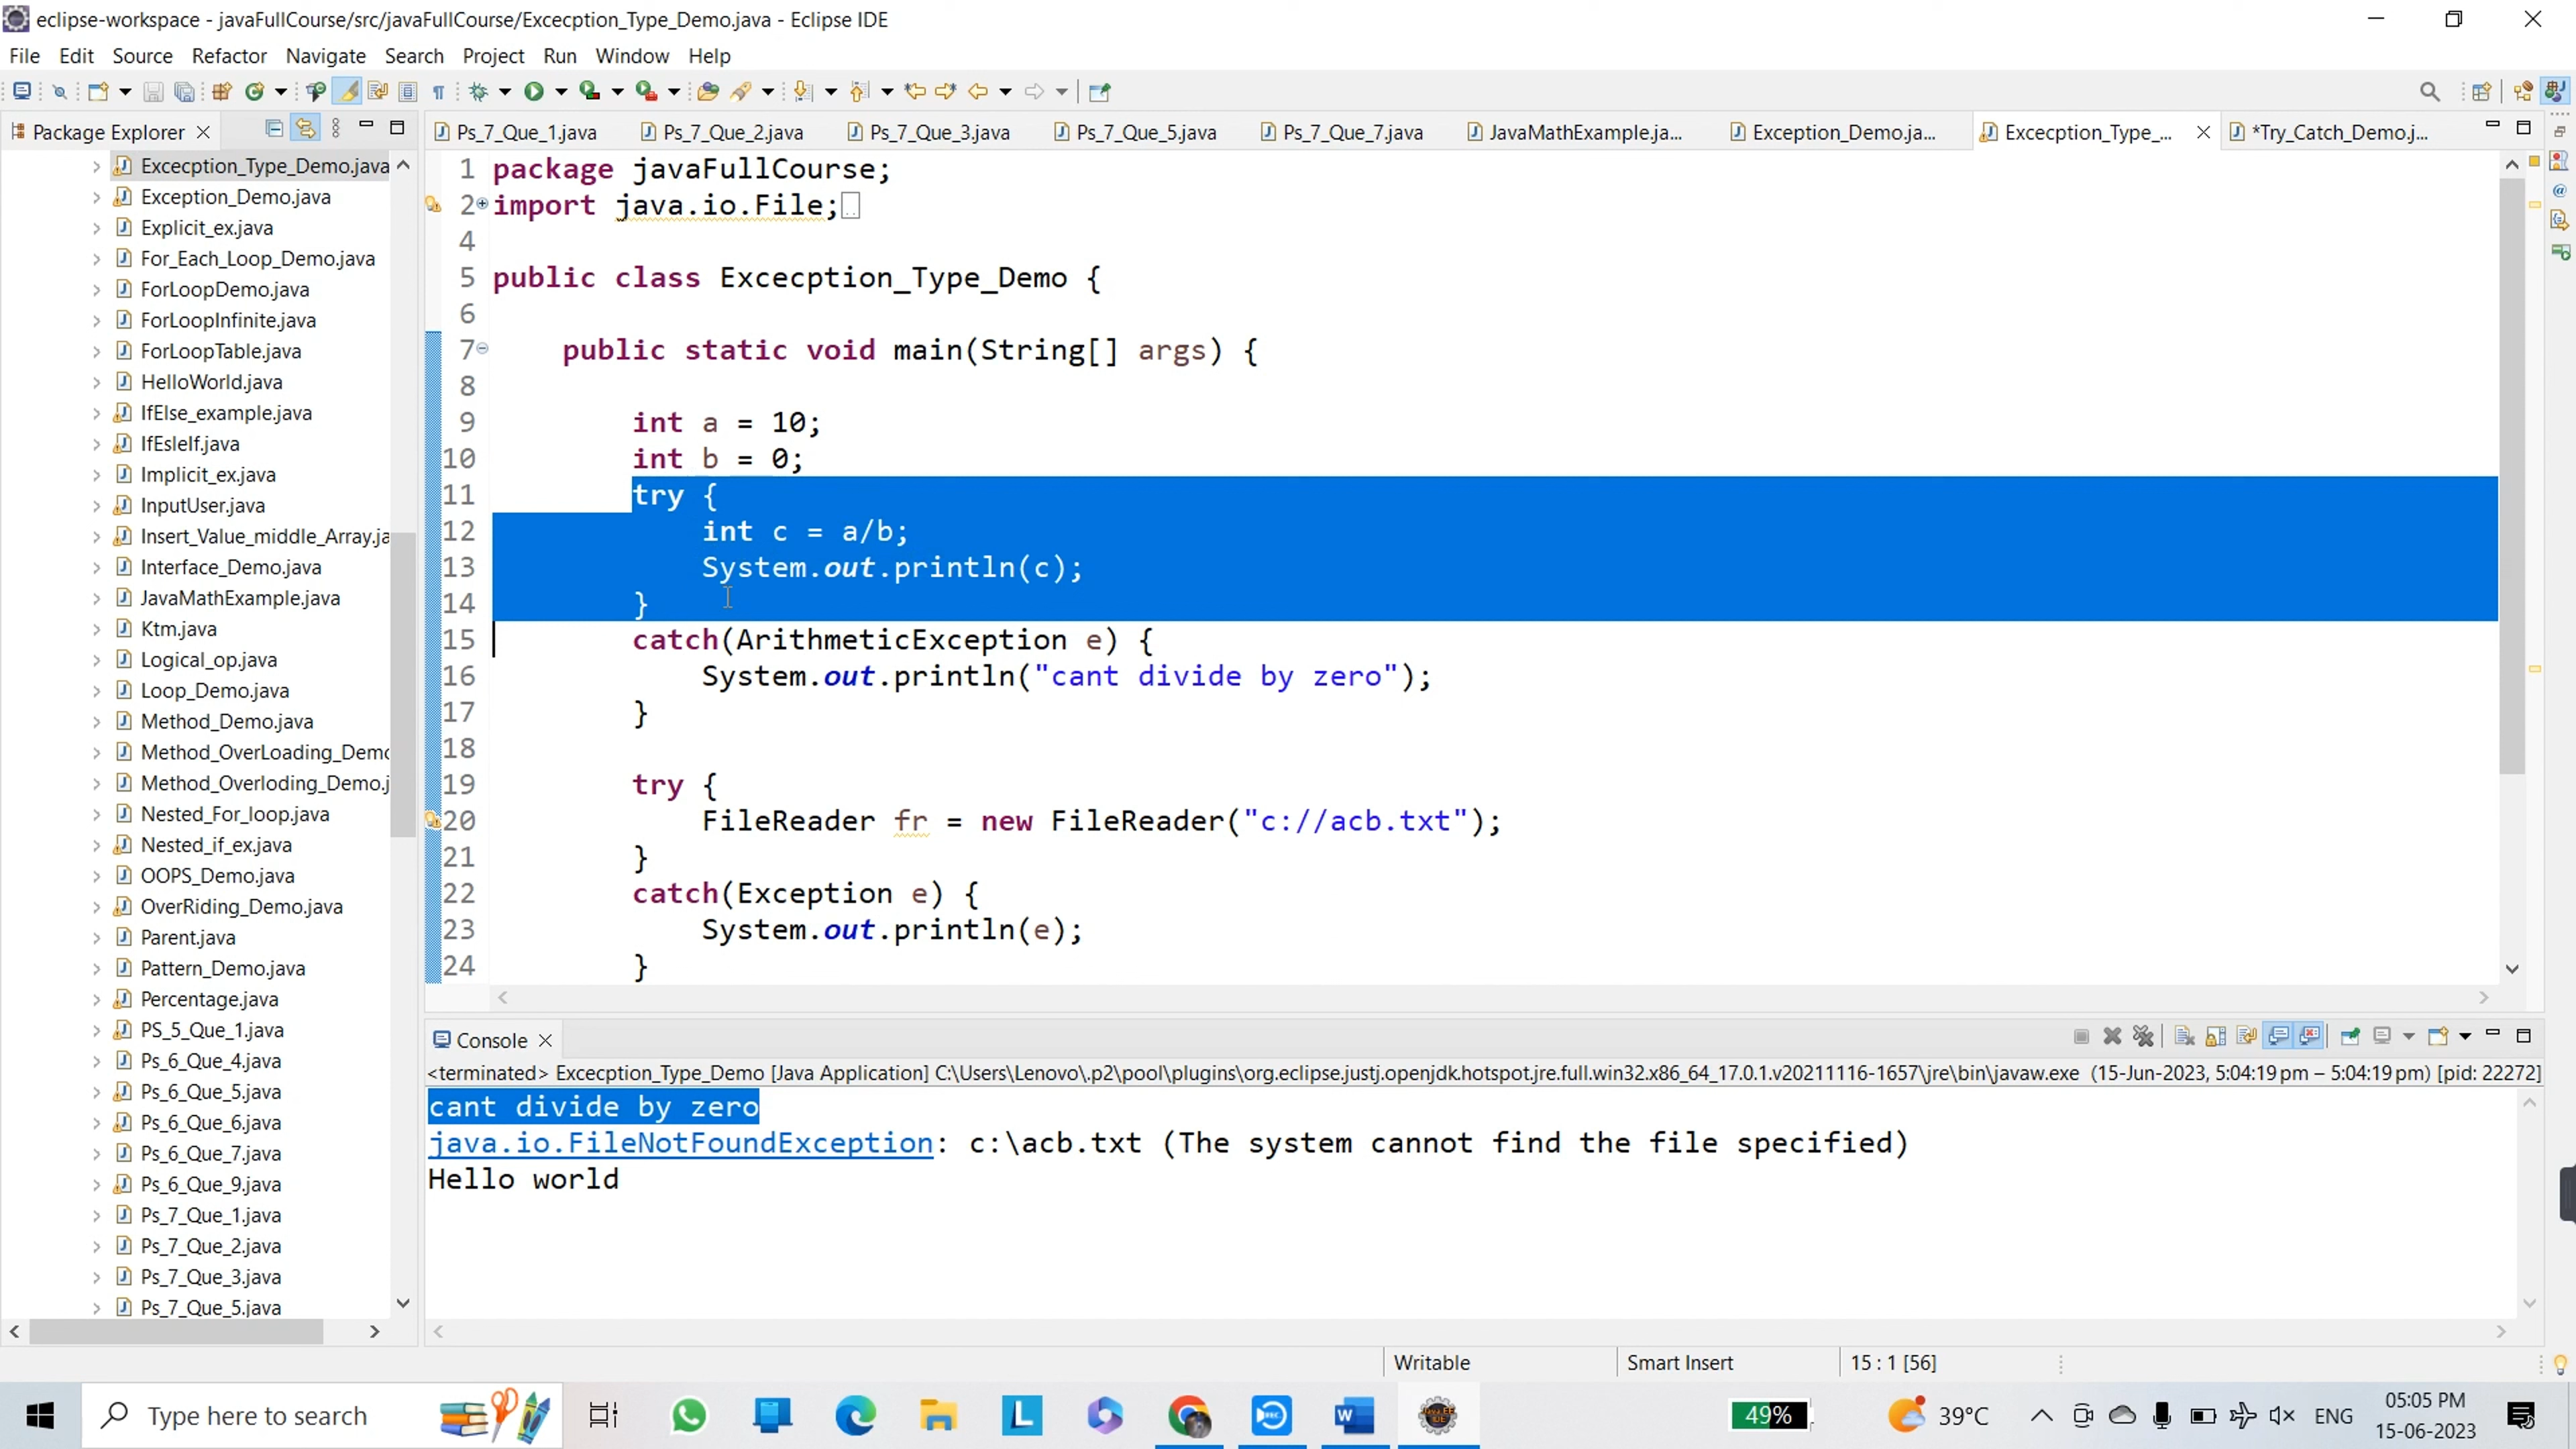 eclipse-workspace - javaFullCourse/src/javaFullCourse/Excecption_Type_Demo.java - Eclipse IDE
File Edit Source Refactor Navigate Search Project Run Window Help
Package Explorer
Ps_7_Que_1.java Ps_7_Que_2.java Ps_7_Que_3.java Ps_7_Que_5.java Ps_7_Que_7.java JavaMathExample.ja... Exception_Demo.ja... Excecption_Type_... *Try_Catch_Demo.j...
Excecption_Type_Demo.java
Exception_Demo.java
Explicit_ex.java
For_Each_Loop_Demo.java
ForLoopDemo.java
ForLoopInfinite.java
ForLoopTable.java
HelloWorld.java
IfElse_example.java
IfEsleIf.java
Implicit_ex.java
InputUser.java
Insert_Value_middle_Array.ja
Interface_Demo.java
JavaMathExample.java
Ktm.java
Logical_op.java
Loop_Demo.java
Method_Demo.java
Method_OverLoading_Demo
Method_Overloding_Demo.j
Nested_For_loop.java
Nested_if_ex.java
OOPS_Demo.java
OverRiding_Demo.java
Parent.java
Pattern_Demo.java
Percentage.java
PS_5_Que_1.java
Ps_6_Que_4.java
Ps_6_Que_5.java
Ps_6_Que_6.java
Ps_6_Que_7.java
Ps_6_Que_9.java
Ps_7_Que_1.java
Ps_7_Que_2.java
Ps_7_Que_3.java
Ps_7_Que_5.java
1 package javaFullCourse;
2 import java.io.File;
4
5 public class Excecption_Type_Demo {
6
7 public static void main(String[] args) {
8
9 int a = 10;
10 int b = 0;
11 try {
12 int c = a/b;
13 System.out.println(c);
14 }
15 catch(ArithmeticException e) {
16 System.out.println("cant divide by zero");
17 }
18
19 try {
20 FileReader fr = new FileReader("c://acb.txt");
21 }
22 catch(Exception e) {
23 System.out.println(e);
24 }
Console
<terminated> Excecption_Type_Demo [Java Application] C:\Users\Lenovo\.p2\pool\plugins\org.eclipse.justj.openjdk.hotspot.jre.full.win32.x86_64_17.0.1.v20211116-1657\jre\bin\javaw.exe (15-Jun-2023, 5:04:19 pm – 5:04:19 pm) [pid: 22272]
cant divide by zero
java.io.FileNotFoundException: c:\acb.txt (The system cannot find the file specified)
Hello world
Writable Smart Insert 15 : 1 [56]
Type here to search
49% 39°C ENG 05:05 PM
15-06-2023